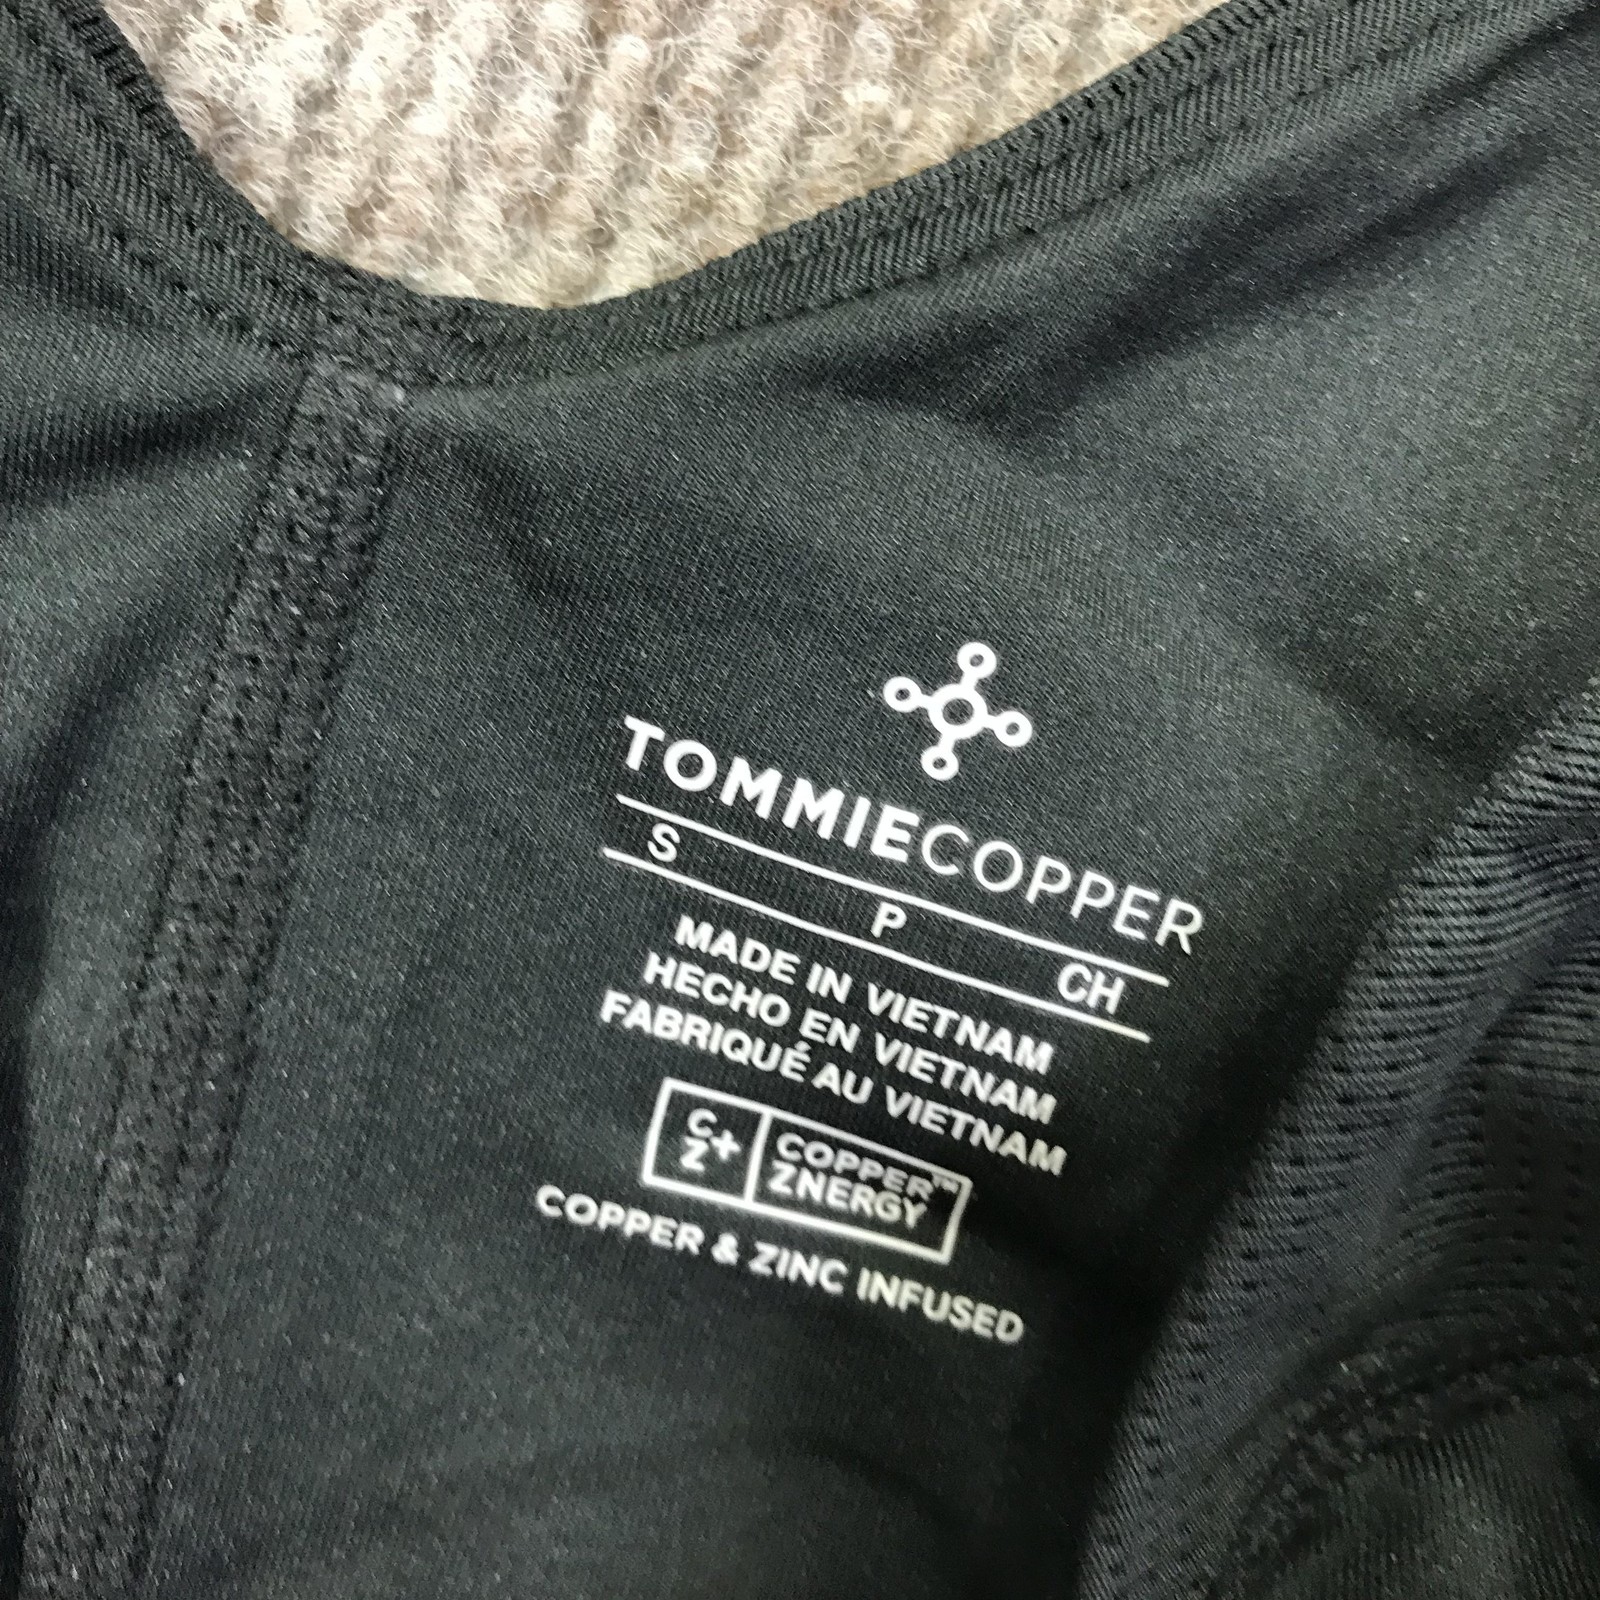 TOMMIECOPPER
S P CH
MADE IN VIETNAM
HECHO EN VIETNAM
FABRIQUÉ AU VIETNAM
C+Z COPPER™
ZNERGY
COPPER & ZINC INFUSED